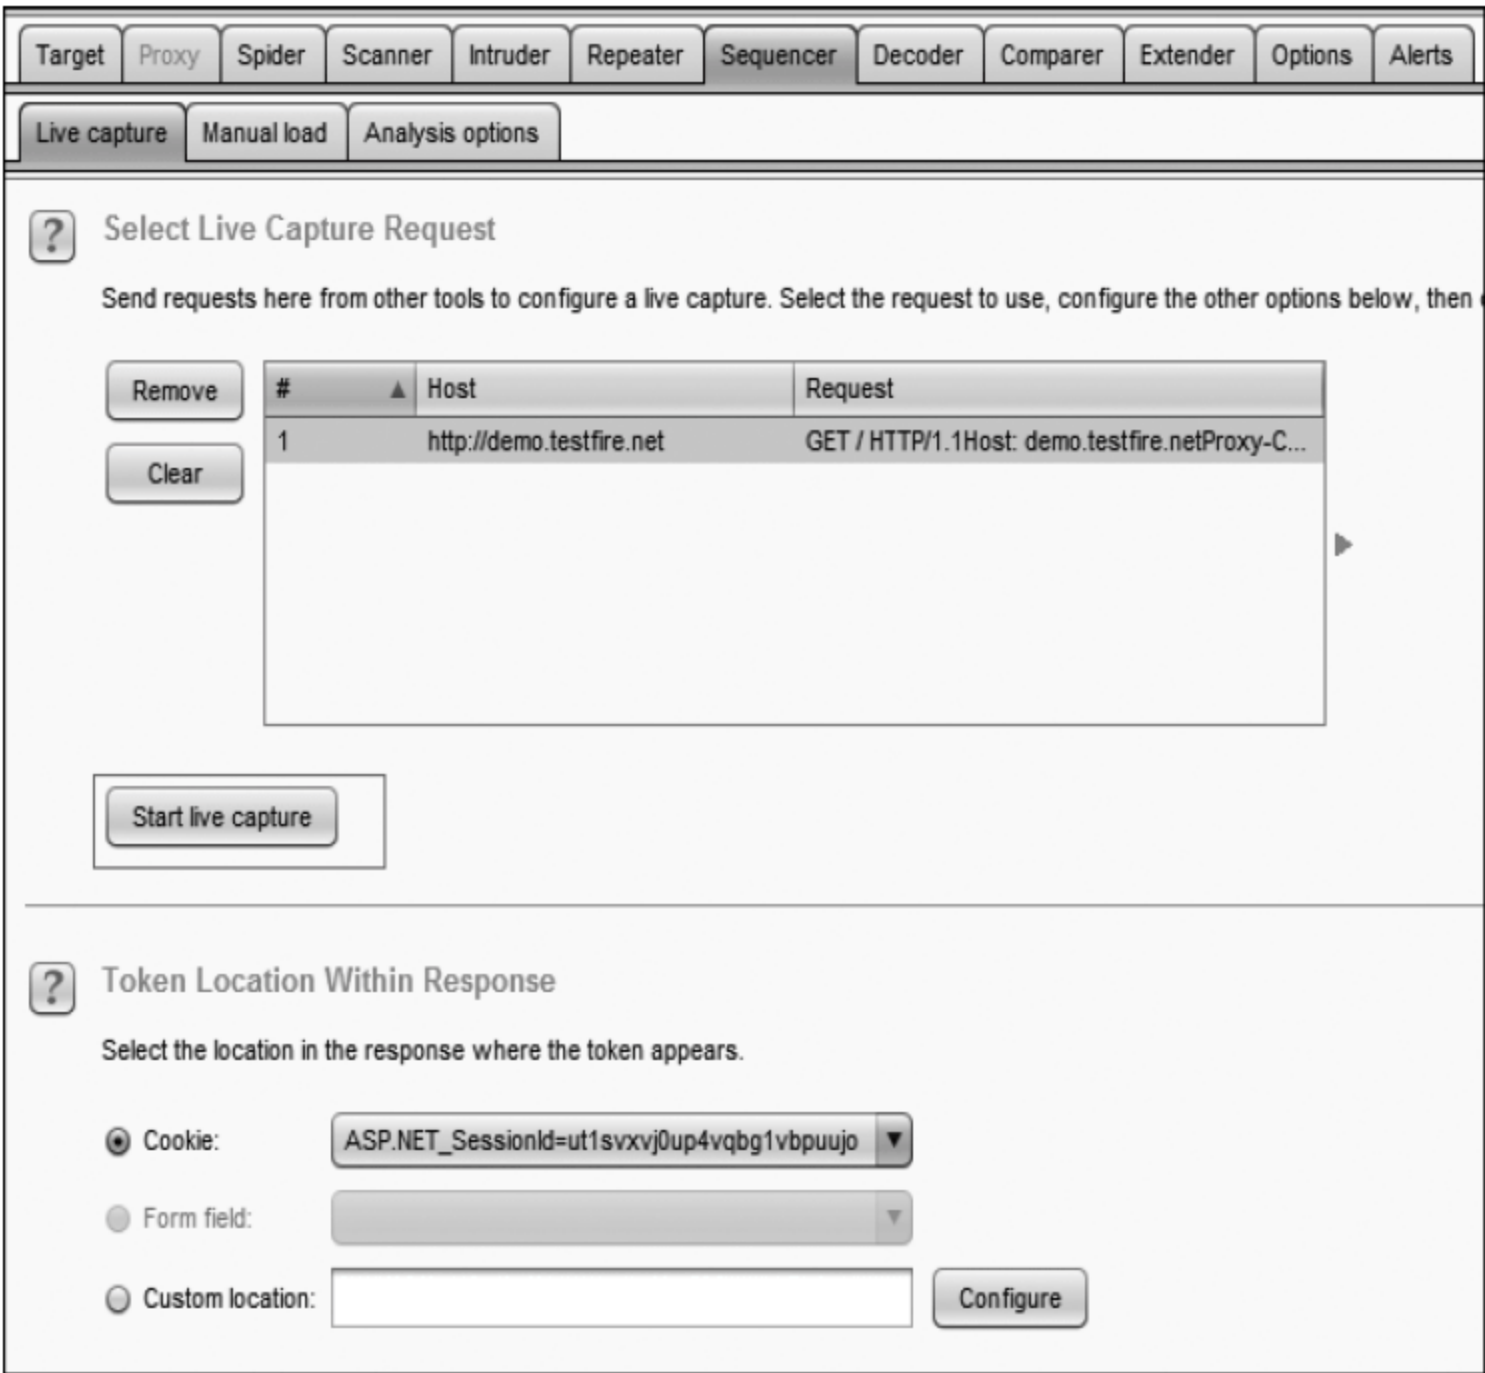 Target Proxy Spider Scanner Intruder Repeater Sequencer Decoder Comparer Extender Options Alerts
Live capture Manual load Analysis options
? Select Live Capture Request
Send requests here from other tools to configure a live capture. Select the request to use, configure the other options below, then
Remove
Clear
# ▲ Host Request
1 http://demo.testfire.net GET / HTTP/1.1Host: demo.testfire.netProxy-C...
Start live capture
? Token Location Within Response
Select the location in the response where the token appears.
Cookie: ASP.NET_SessionId=ut1svxvj0up4vqbg1vbpuujo
Form field:
Custom location: Configure